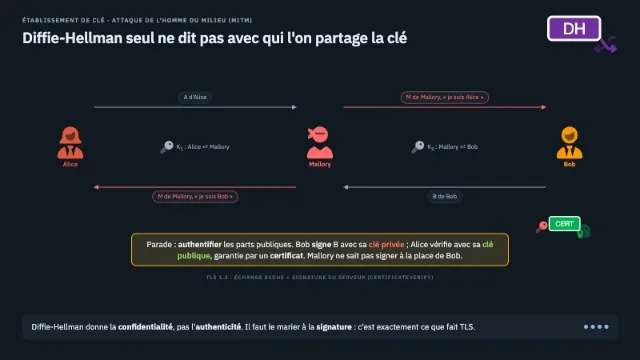 ÉTABLISSEMENT DE CLÉ · ATTAQUE DE L'HOMME DU MILIEU (MITM)
Diffie-Hellman seul ne dit pas avec qui l'on partage la clé
DH
A d'Alice
M de Mallory, « je suis Alice »
K₁ : Alice ⇌ Mallory
K₂ : Mallory ⇌ Bob
Alice
Mallory
Bob
M de Mallory, « je suis Bob »
B de Bob
CERT
Parade : authentifier les parts publiques. Bob signe B avec sa clé privée ; Alice vérifie avec sa clé
publique, garantie par un certificat. Mallory ne sait pas signer à la place de Bob.
TLS 1.3 : ÉCHANGE ECDHE + SIGNATURE DU SERVEUR (CERTIFICATEVERIFY)
Diffie-Hellman donne la confidentialité, pas l'authenticité. Il faut le marier à la signature : c'est exactement ce que fait TLS.